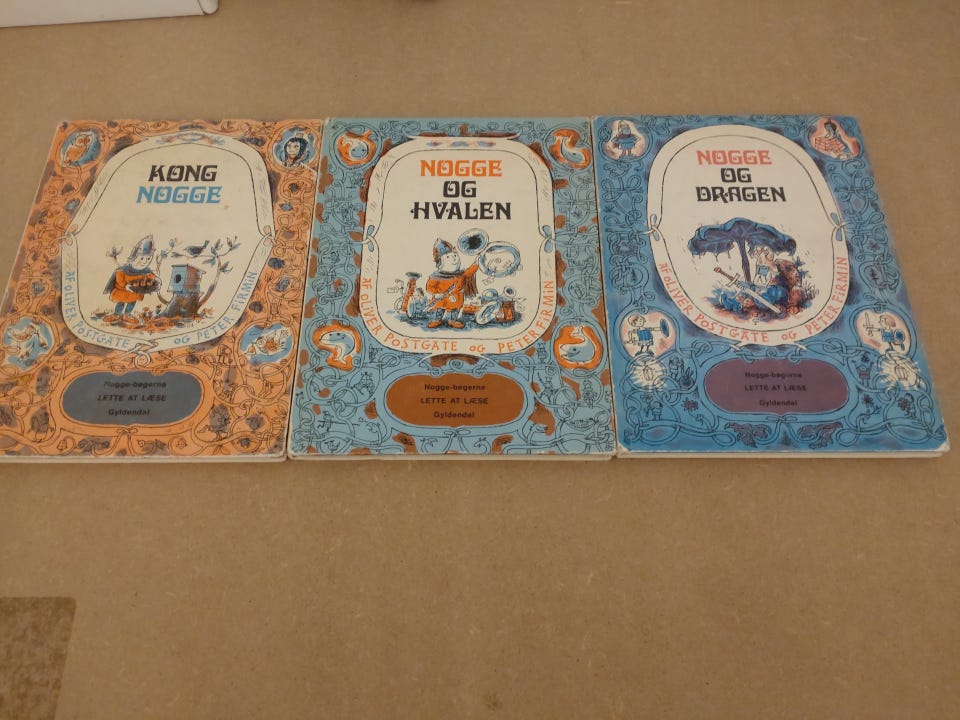 KONG
NOGGE
AF OLIVER POSTGATE OG PETER FIRMIN
Nogge-bøgerne
LETTE AT LÆSE
Gyldendal
NOGGE
OG
HVALEN
AF OLIVER POSTGATE OG PETER FIRMIN
Nogge-bøgerne
LETTE AT LÆSE
Gyldendal
NOGGE
OG
DRAGEN
AF OLIVER POSTGATE OG PETER FIRMIN
Nogge-bøgerne
LETTE AT LÆSE
Gyldendal